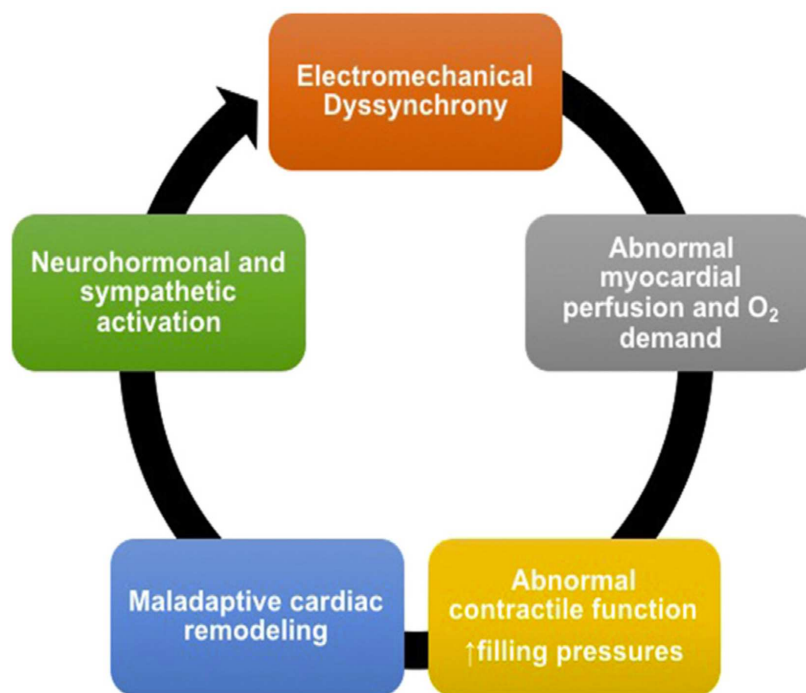 Electromechanical
Dyssynchrony
Abnormal
myocardial
perfusion and O₂
demand
Abnormal
contractile function
↑filling pressures
Maladaptive cardiac
remodeling
Neurohormonal and
sympathetic
activation